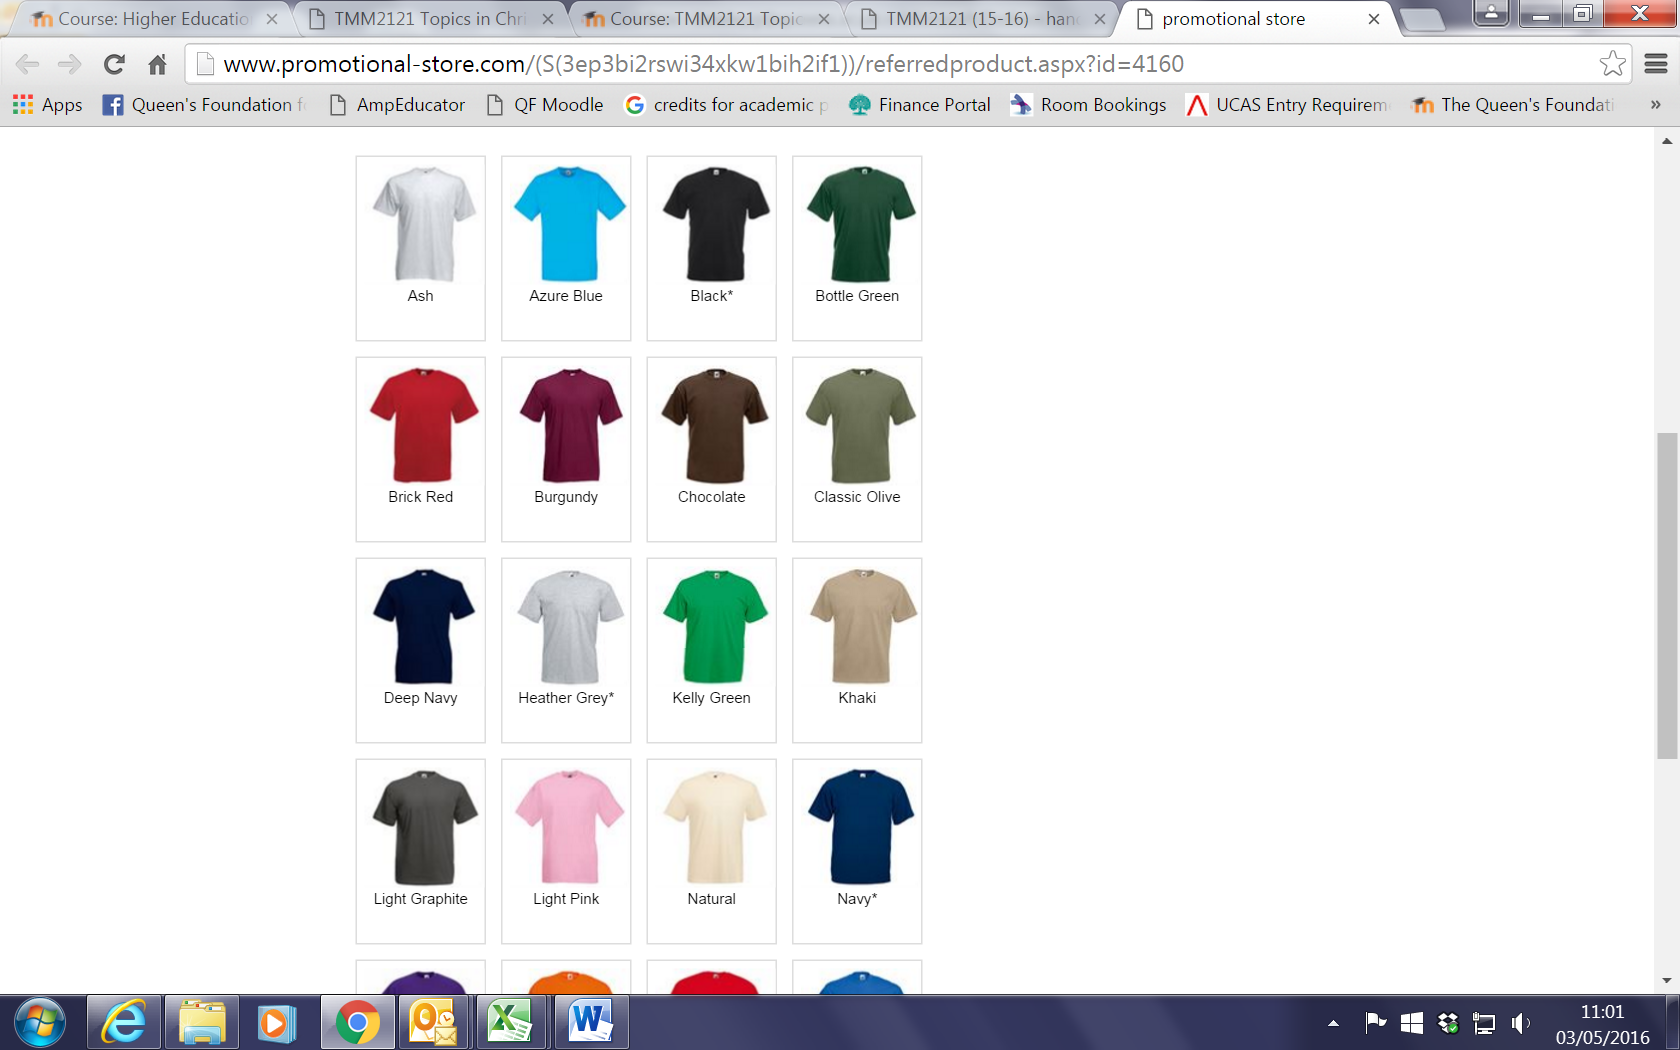 Course: Higher Educatio
TMM2121 Topics in Chri
Course: TMM2121 Topic
TMM2121 (15-16) - han
promotional store
www.promotional-store.com/(S(3ep3bi2rswi34xkw1bih2if1))/referredproduct.aspx?id=4160
Apps Queen's Foundation f AmpEducator QF Moodle credits for academic p Finance Portal Room Bookings UCAS Entry Requirem The Queen's Foundati »
Ash Azure Blue Black* Bottle Green
Brick Red Burgundy Chocolate Classic Olive
Deep Navy Heather Grey* Kelly Green Khaki
Light Graphite Light Pink Natural Navy*
11:01
03/05/2016